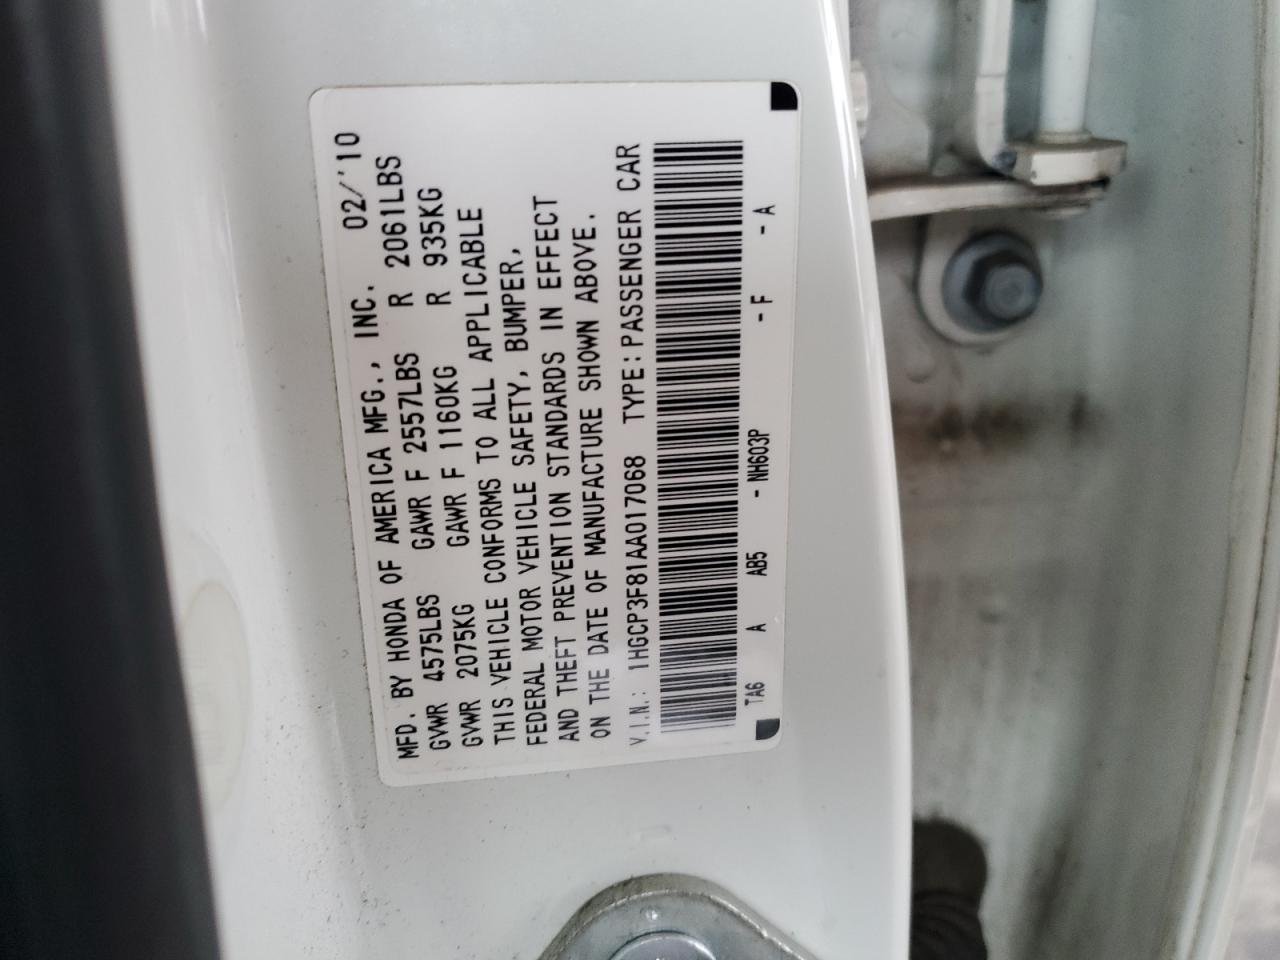 MFD. BY HONDA OF AMERICA MFG., INC. 02/'10
GVWR 4575LBS GAWR F 2557LBS R 2061LBS
GVWR 2075KG GAWR F 1160KG R 935KG
THIS VEHICLE CONFORMS TO ALL APPLICABLE
FEDERAL MOTOR VEHICLE SAFETY, BUMPER,
AND THEFT PREVENTION STANDARDS IN EFFECT
ON THE DATE OF MANUFACTURE SHOWN ABOVE.
V.I.N.: 1HGCP3F81AA017068 TYPE:PASSENGER CAR
TA6 A AB5 - NH603P - F - A